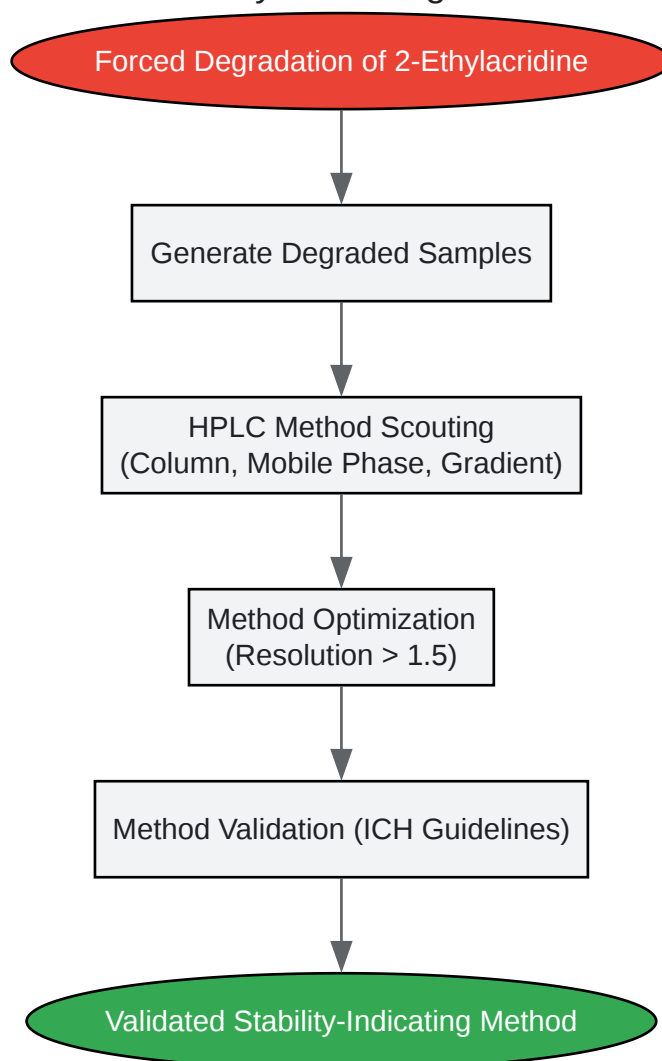 Forced Degradation of 2-Ethylacridine
Generate Degraded Samples
HPLC Method Scouting
(Column, Mobile Phase, Gradient)
Method Optimization
(Resolution > 1.5)
Method Validation (ICH Guidelines)
Validated Stability-Indicating Method